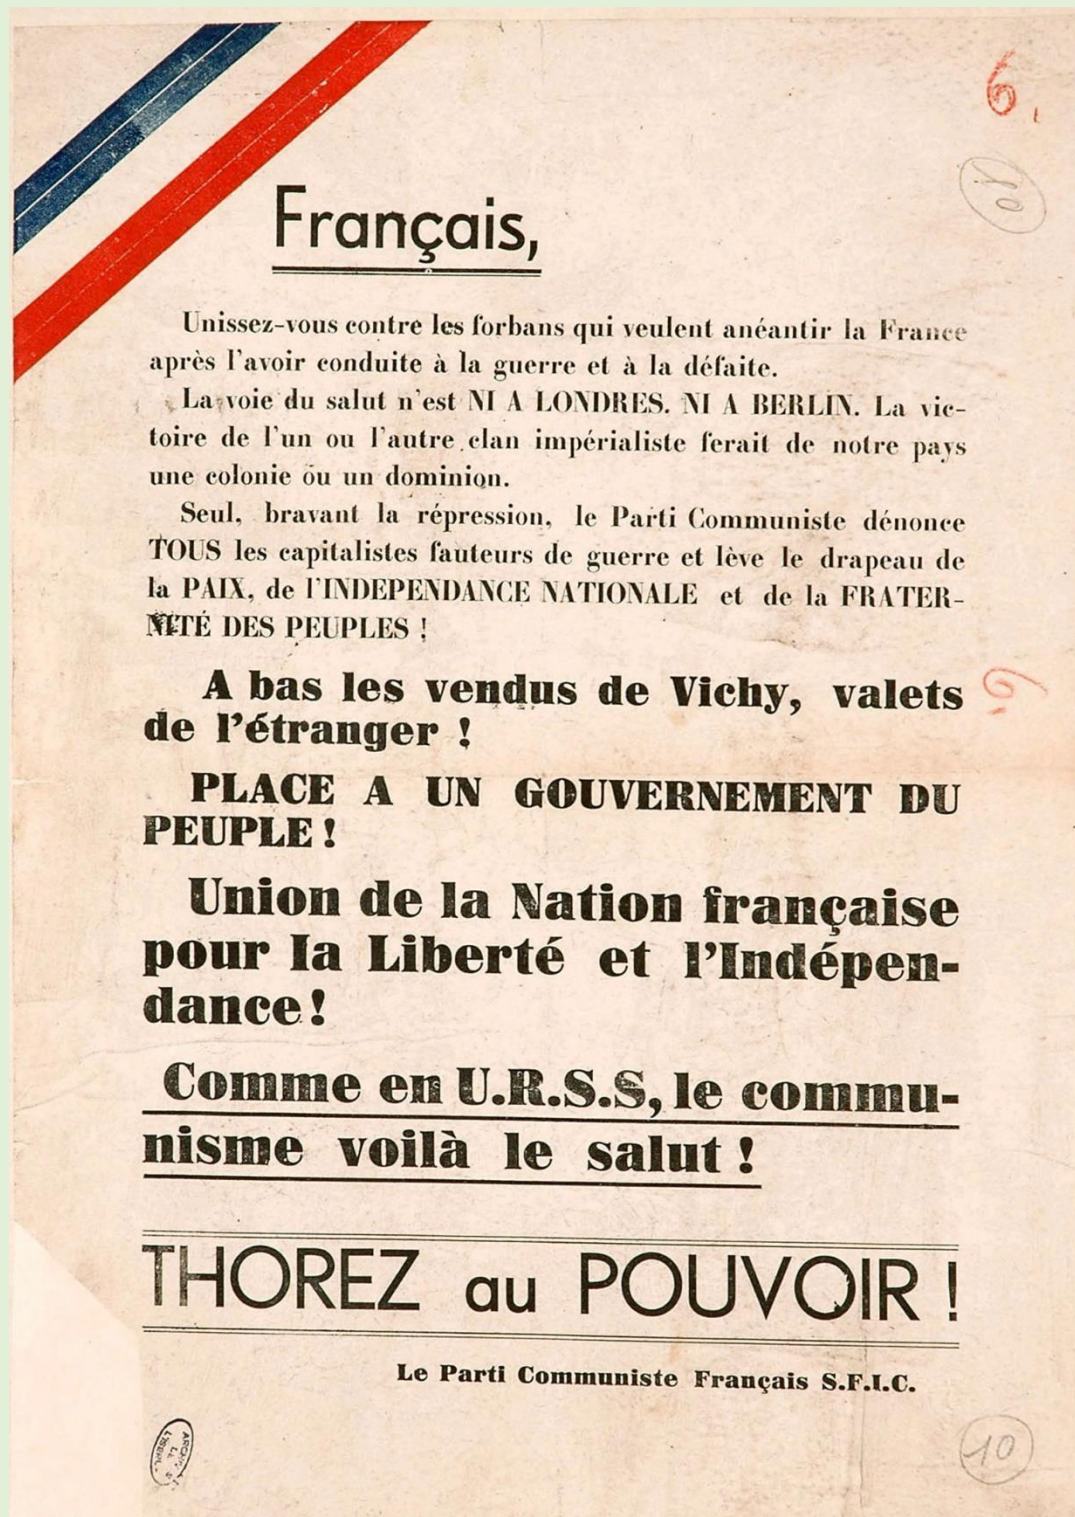 6.
10
Français,
Unissez-vous contre les forbans qui veulent anéantir la France
après l'avoir conduite à la guerre et à la défaite.
La voie du salut n'est NI A LONDRES. NI A BERLIN. La vic-
toire de l'un ou l'autre clan impérialiste ferait de notre pays
une colonie ou un dominion.
Seul, bravant la répression, le Parti Communiste dénonce
TOUS les capitalistes fauteurs de guerre et lève le drapeau de
la PAIX, de l'INDEPENDANCE NATIONALE et de la FRATER-
NITÉ DES PEUPLES !
A bas les vendus de Vichy, valets
de l'étranger !
PLACE A UN GOUVERNEMENT DU
PEUPLE !
Union de la Nation française
pour la Liberté et l'Indépen-
dance !
Comme en U.R.S.S, le commu-
nisme voilà le salut !
THOREZ au POUVOIR !
Le Parti Communiste Français S.F.I.C.
10